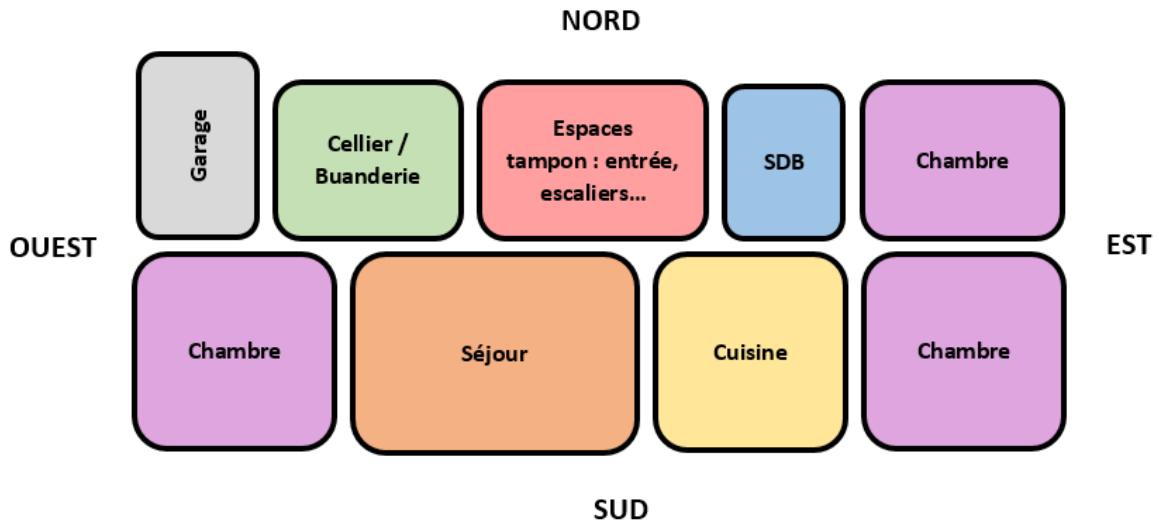 NORD
Garage
Cellier /
Buanderie
Espaces
tampon : entrée,
escaliers...
SDB
Chambre
OUEST
EST
Chambre
Séjour
Cuisine
Chambre
SUD